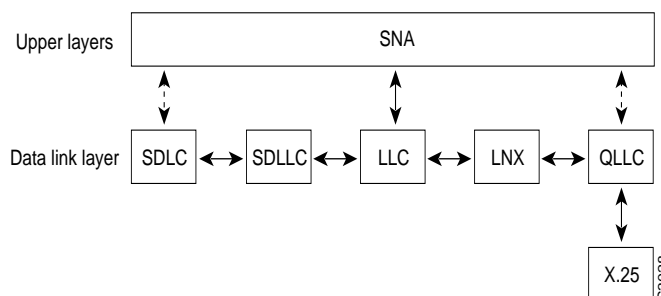 Upper layers
SNA
Data link layer
SDLC
SDLLC
LLC
LNX
QLLC
X.25